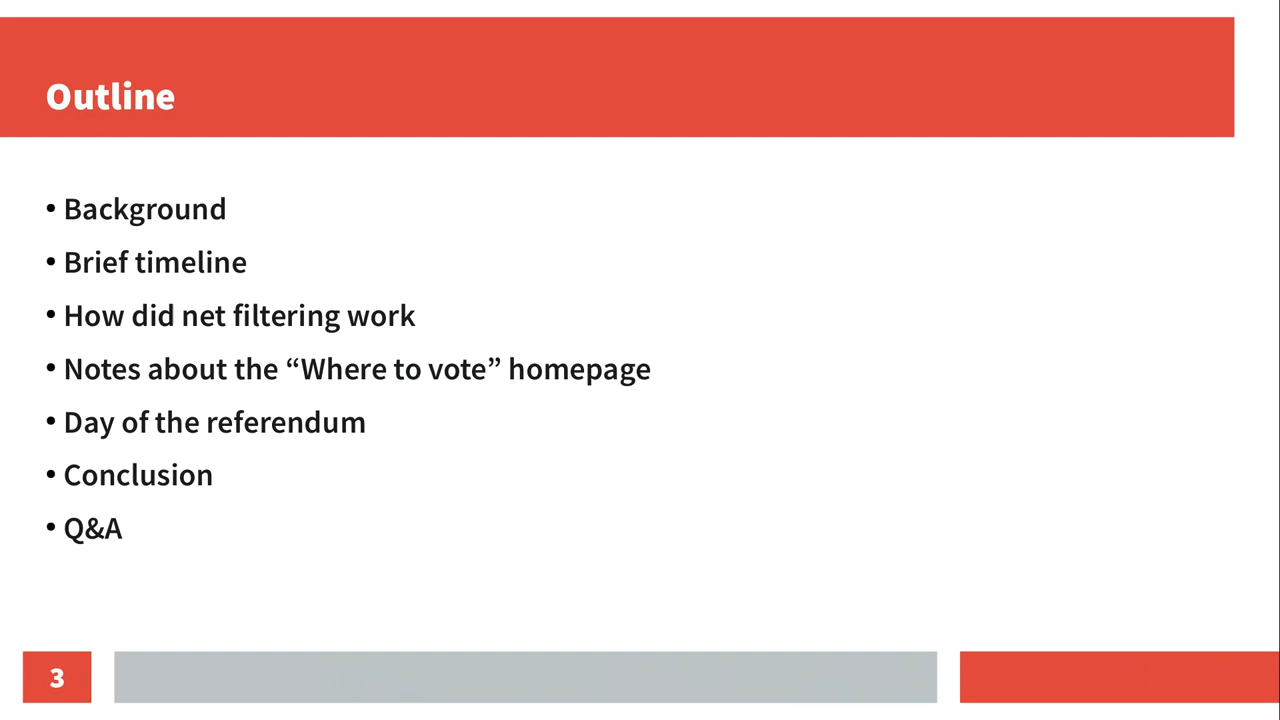 Outline
• Background
• Brief timeline
• How did net filtering work
• Notes about the “Where to vote” homepage
• Day of the referendum
• Conclusion
• Q&A
3